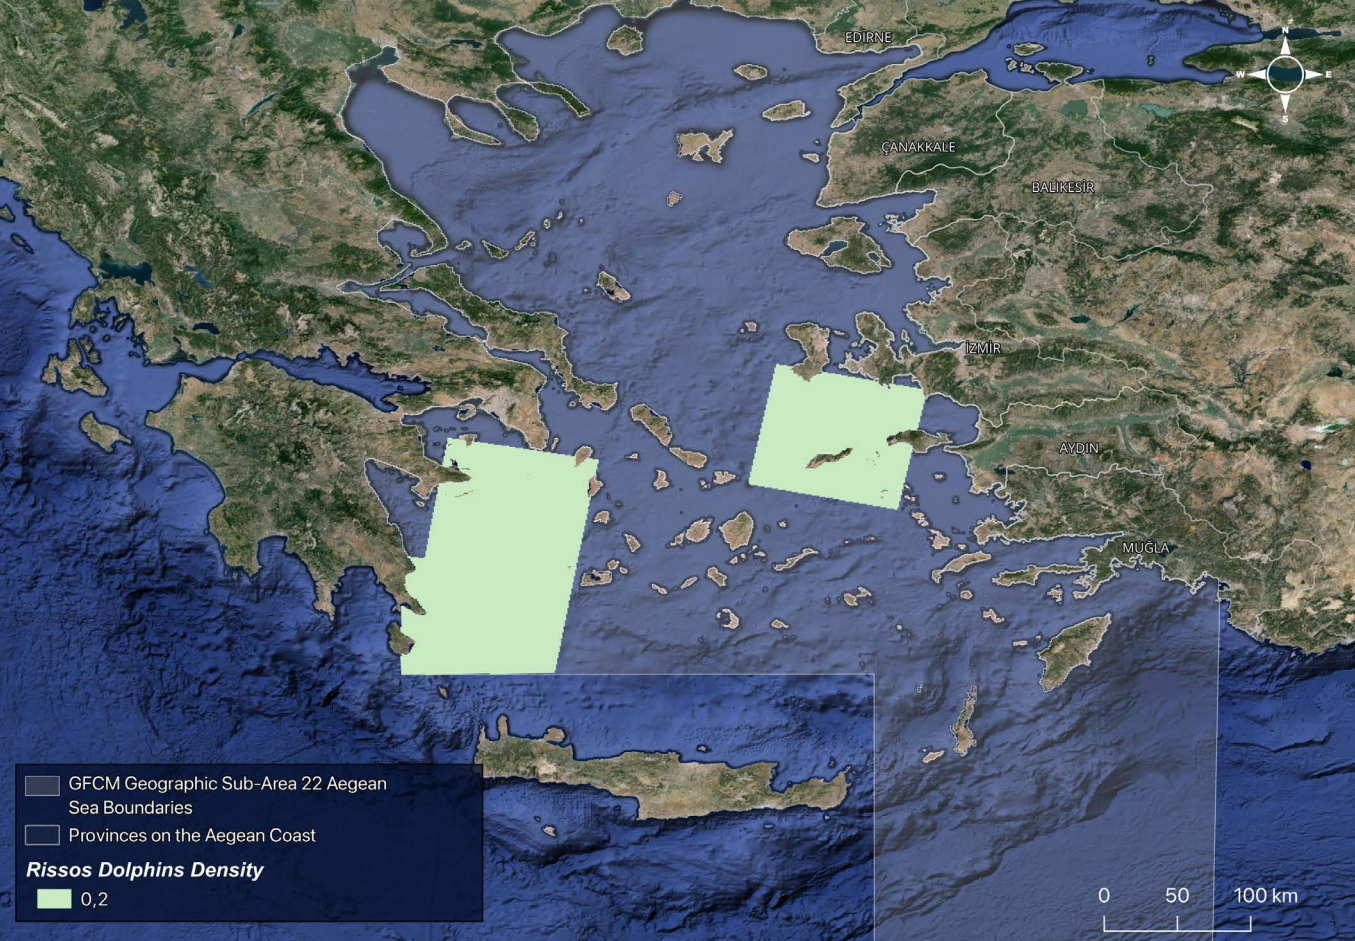 N
W
E
S
EDİRNE
ÇANAKKALE
BALIKESİR
İZMİR
AYDIN
MUĞLA
GFCM Geographic Sub-Area 22 Aegean
Sea Boundaries
Provinces on the Aegean Coast
Rissos Dolphins Density
0,2
0 50 100 km